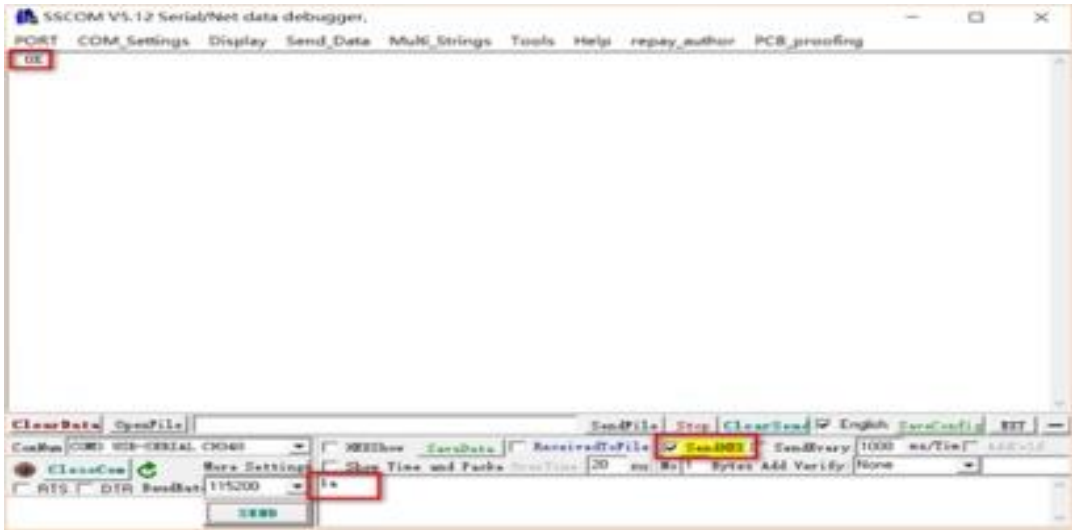 SSCOM V5.12 Serial/Net data debugger.
PORT COM_Settings Display Send_Data Multi_Strings Tools Help repay_author PCB_proofing
OK
ClearData OpenFile SendFile Stop ClearSend English SaveConfig EXT
ComNum COM3 USB-SERIAL CH340 HEXShow SaveData ReceivedToFile SendHEX SendEvery 1000 ms/Tim
CloseCom More Settings Show Time and Packe 20 ms No 1 Bytes Add Verify None
RTS DTR BaudRat 115200 1a
SEND